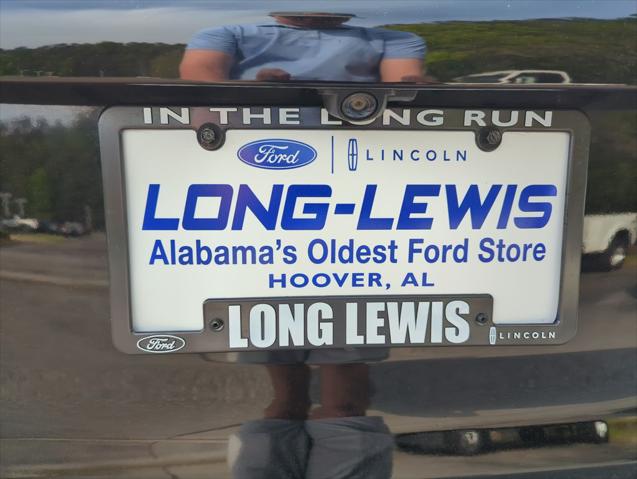 IN THE LONG RUN
Ford LINCOLN
LONG-LEWIS
Alabama's Oldest Ford Store
HOOVER, AL
LONG LEWIS
Ford LINCOLN